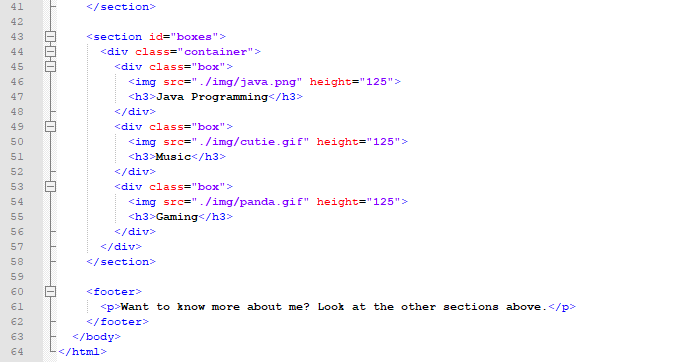 41 </section>
42
43 <section id="boxes">
44 <div class="container">
45 <div class="box">
46 <img src="./img/java.png" height="125">
47 <h3>Java Programming</h3>
48 </div>
49 <div class="box">
50 <img src="./img/cutie.gif" height="125">
51 <h3>Music</h3>
52 </div>
53 <div class="box">
54 <img src="./img/panda.gif" height="125">
55 <h3>Gaming</h3>
56 </div>
57 </div>
58 </section>
59
60 <footer>
61 <p>Want to know more about me? Look at the other sections above.</p>
62 </footer>
63 </body>
64 </html>